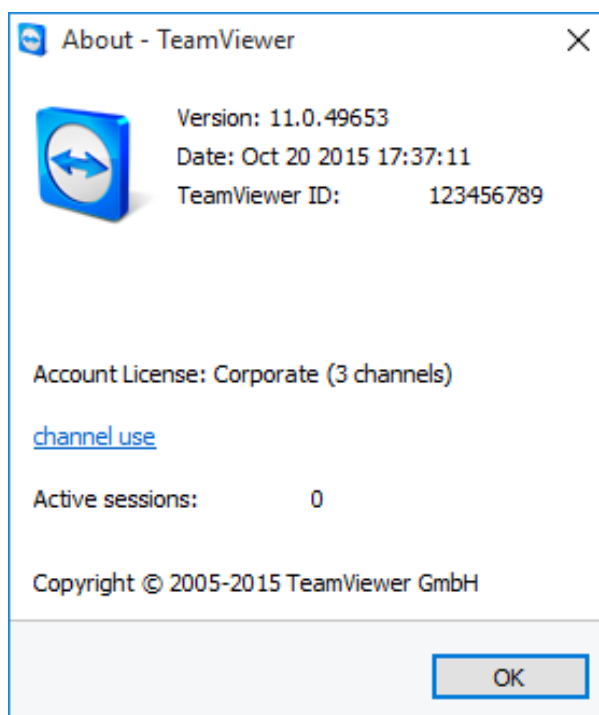 About - TeamViewer
Version: 11.0.49653
Date: Oct 20 2015 17:37:11
TeamViewer ID: 123456789
Account License: Corporate (3 channels)
channel use
Active sessions: 0
Copyright © 2005-2015 TeamViewer GmbH
OK